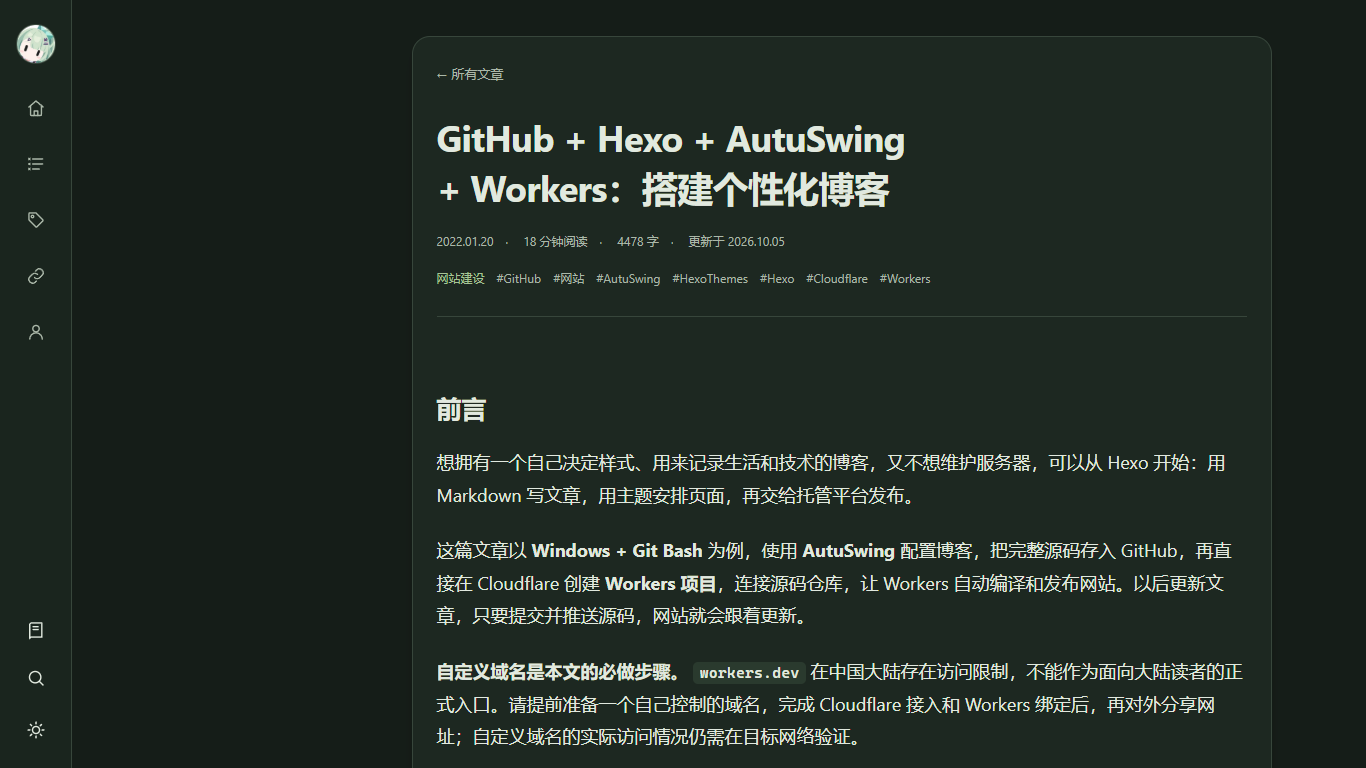 ← 所有文章
GitHub + Hexo + AutuSwing
+ Workers：搭建个性化博客
2022.01.20 · 18 分钟阅读 · 4478 字 · 更新于 2026.10.05
网站建设 #GitHub #网站 #AutuSwing #HexoThemes #Hexo #Cloudflare #Workers
前言
想拥有一个自己决定样式、用来记录生活和技术的博客，又不想维护服务器，可以从 Hexo 开始：用
Markdown 写文章，用主题安排页面，再交给托管平台发布。
这篇文章以 Windows + Git Bash 为例，使用 AutuSwing 配置博客，把完整源码存入 GitHub，再直
接在 Cloudflare 创建 Workers 项目，连接源码仓库，让 Workers 自动编译和发布网站。以后更新文
章，只要提交并推送源码，网站就会跟着更新。
自定义域名是本文的必做步骤。 workers.dev 在中国大陆存在访问限制，不能作为面向大陆读者的正
式入口。请提前准备一个自己控制的域名，完成 Cloudflare 接入和 Workers 绑定后，再对外分享网
址；自定义域名的实际访问情况仍需在目标网络验证。